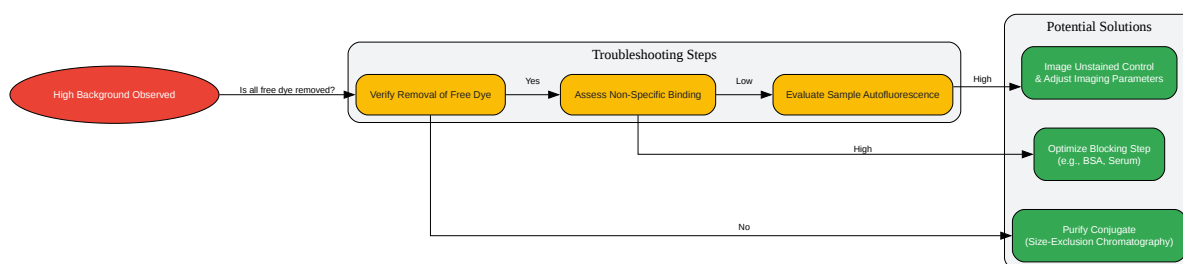 Potential Solutions
Troubleshooting Steps
Image Unstained Control
& Adjust Imaging Parameters
High
Yes
Low
Is all free dye removed?
High Background Observed
Verify Removal of Free Dye
Assess Non-Specific Binding
Evaluate Sample Autofluorescence
High
Optimize Blocking Step
(e.g., BSA, Serum)
No
Purify Conjugate
(Size-Exclusion Chromatography)